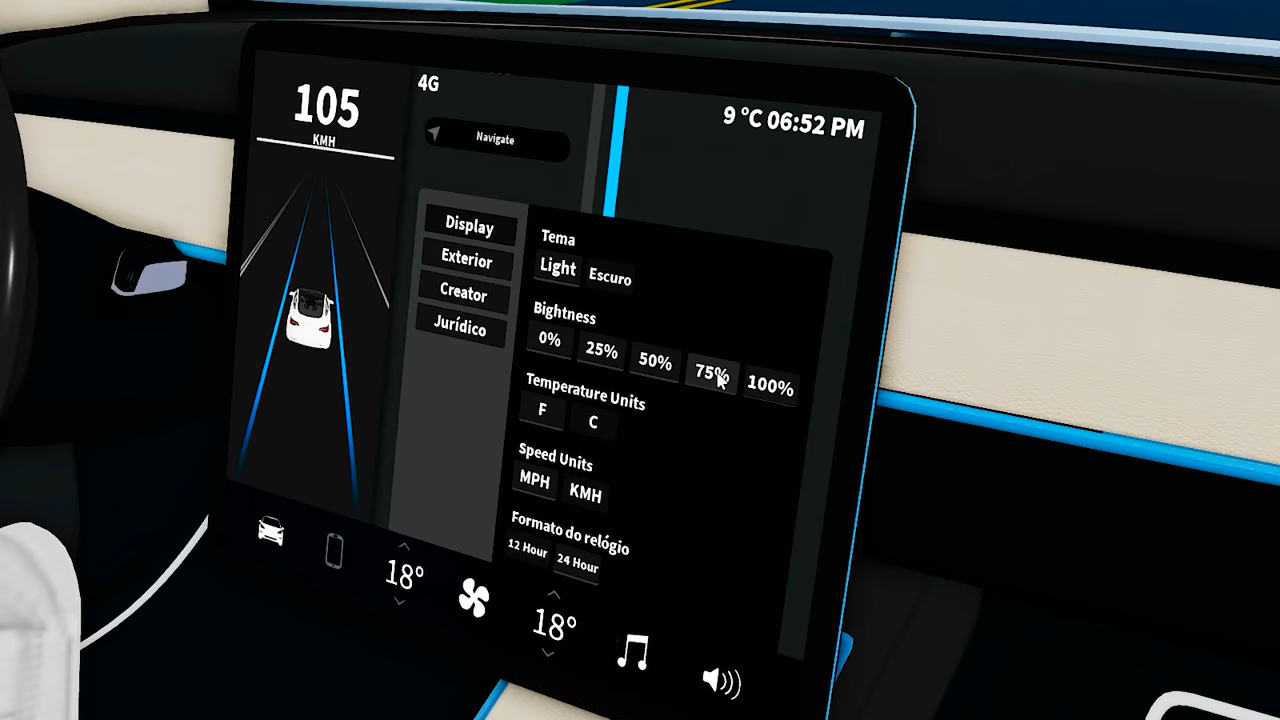 105
KMH
4G
Navigate
9 °C 06:52 PM
Display
Exterior
Creator
Jurídico
Tema
Light Escuro
Bightness
0% 25% 50% 75% 100%
Temperature Units
F C
Speed Units
MPH KMH
Formato do relógio
12 Hour 24 Hour
18°
18°